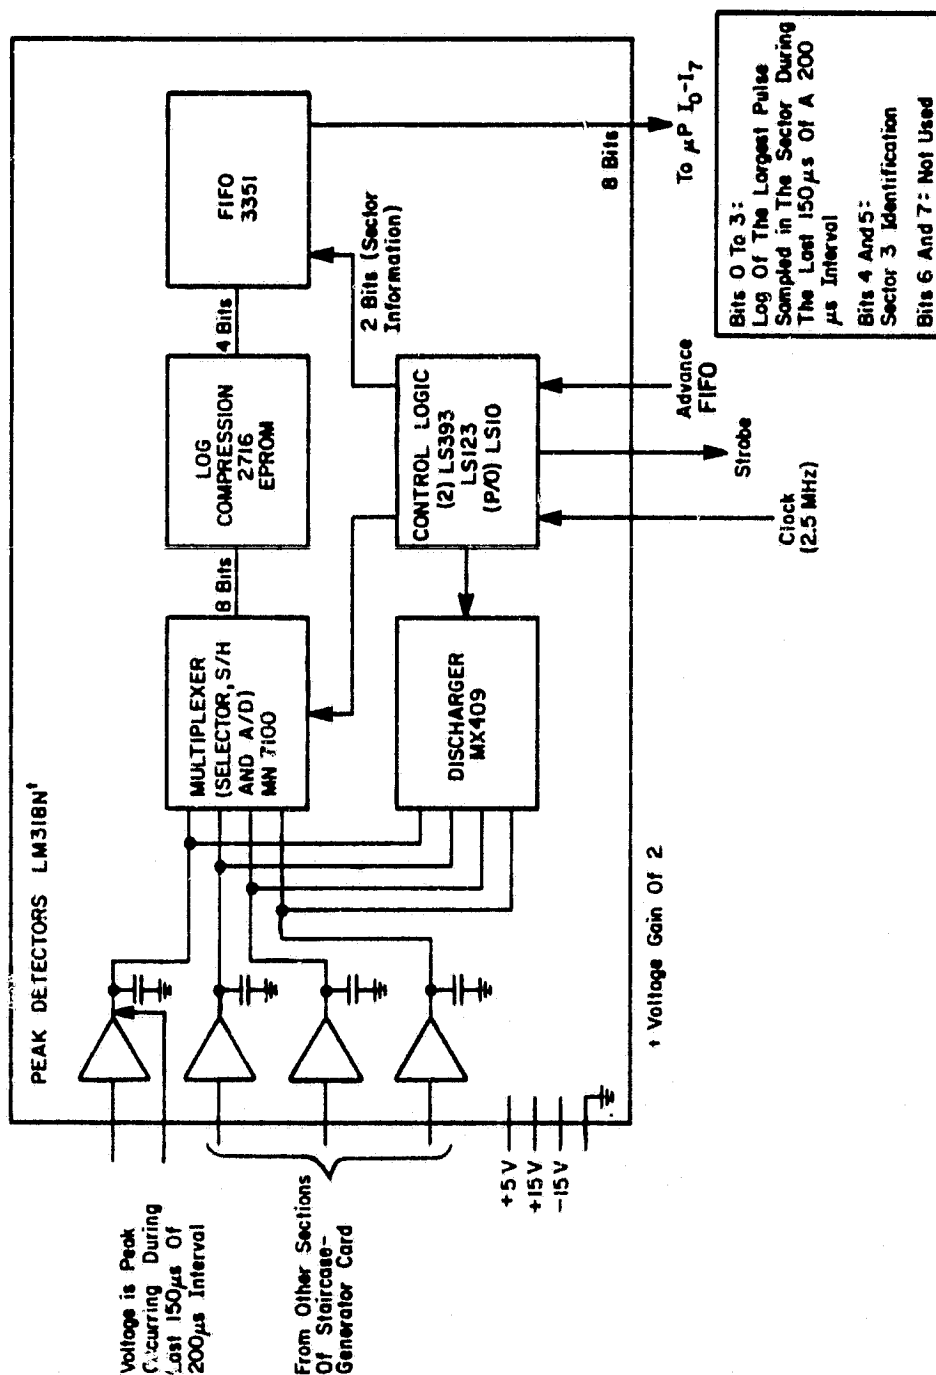 PEAK DETECTORS LM318N†
Voltage is Peak
Occurring During
Last 150µs Of
200µs Interval
From Other Sections
Of Staircase-
Generator Card
+5V
+15V
-15V
MULTIPLEXER
(SELECTOR, S/H
AND A/D)
MN 7100
8 Bits
LOG
COMPRESSION
2716
EPROM
4 Bits
FIFO
3351
2 Bits (Sector
Information)
DISCHARGER
MX409
CONTROL LOGIC
(2) LS393
LS123
(P/O) LS10
8 Bits
To µP I0-I7
Advance
FIFO
Strobe
Clock
(2.5 MHz)
+ Voltage Gain Of 2
Bits 0 To 3:
Log Of The Largest Pulse
Sampled in The Sector During
The Last 150µs Of A 200
µs Interval
Bits 4 And 5:
Sector 3 Identification
Bits 6 And 7: Not Used